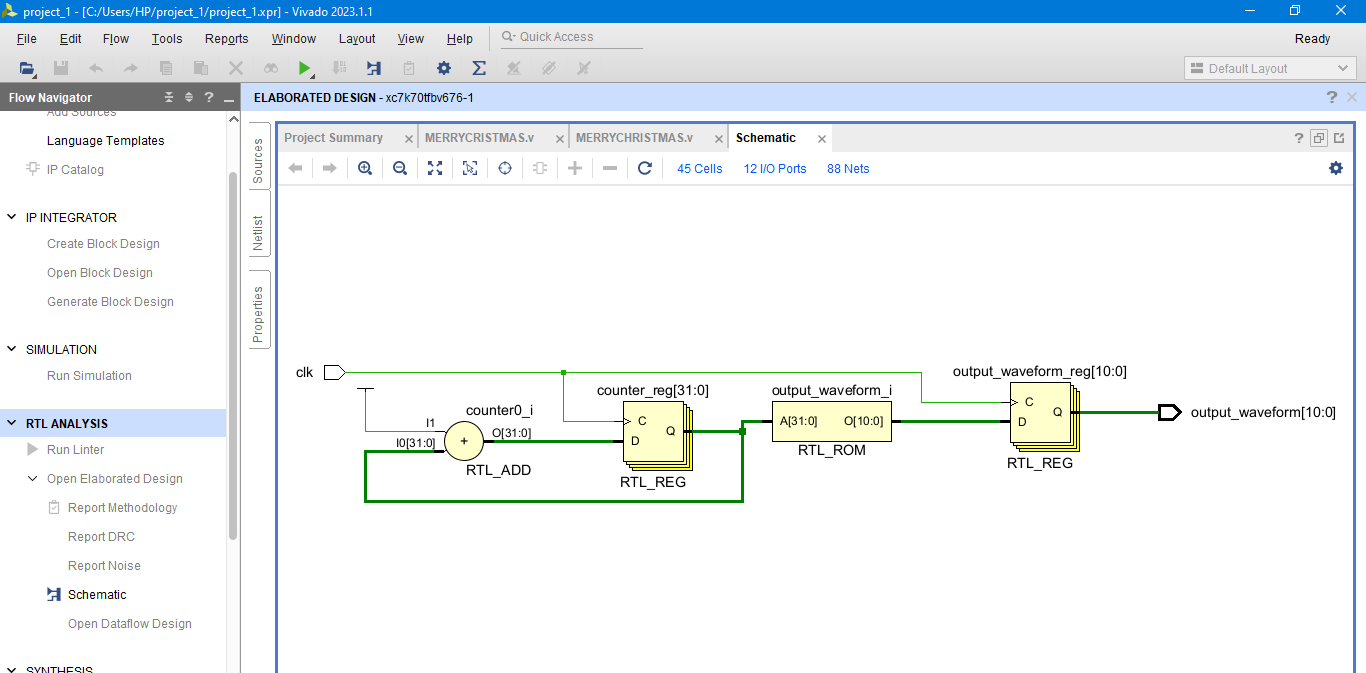 project_1 - [C:/Users/HP/project_1/project_1.xpr] - Vivado 2023.1.1
File Edit Flow Tools Reports Window Layout View Help Quick Access Ready
Default Layout
Flow Navigator
ELABORATED DESIGN - xc7k70tfbv676-1
Add Sources
Language Templates
IP Catalog
IP INTEGRATOR
Create Block Design
Open Block Design
Generate Block Design
SIMULATION
Run Simulation
RTL ANALYSIS
Run Linter
Open Elaborated Design
Report Methodology
Report DRC
Report Noise
Schematic
Open Dataflow Design
SYNTHESIS
Sources
Netlist
Properties
Project Summary MERRYCRISTMAS.v MERRYCHRISTMAS.v Schematic
45 Cells 12 I/O Ports 88 Nets
clk
counter0_i
I1
I0[31:0]
+
O[31:0]
RTL_ADD
counter_reg[31:0]
C
D
Q
RTL_REG
output_waveform_i
A[31:0] O[10:0]
RTL_ROM
output_waveform_reg[10:0]
C
D
Q
RTL_REG
output_waveform[10:0]